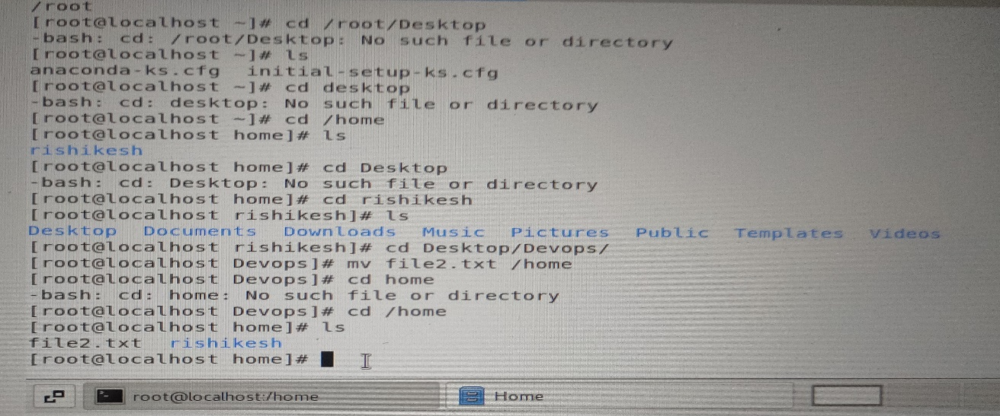 /root
[root@localhost ~]# cd /root/Desktop
-bash: cd: /root/Desktop: No such file or directory
[root@localhost ~]# ls
anaconda-ks.cfg  initial-setup-ks.cfg
[root@localhost ~]# cd desktop
-bash: cd: desktop: No such file or directory
[root@localhost ~]# cd /home
[root@localhost home]# ls
rishikesh
[root@localhost home]# cd Desktop
-bash: cd: Desktop: No such file or directory
[root@localhost home]# cd rishikesh
[root@localhost rishikesh]# ls
Desktop  Documents  Downloads  Music  Pictures  Public  Templates  Videos
[root@localhost rishikesh]# cd Desktop/Devops/
[root@localhost Devops]# mv file2.txt /home
[root@localhost Devops]# cd home
-bash: cd: home: No such file or directory
[root@localhost Devops]# cd /home
[root@localhost home]# ls
file2.txt  rishikesh
[root@localhost home]#
root@localhost:/home  Home